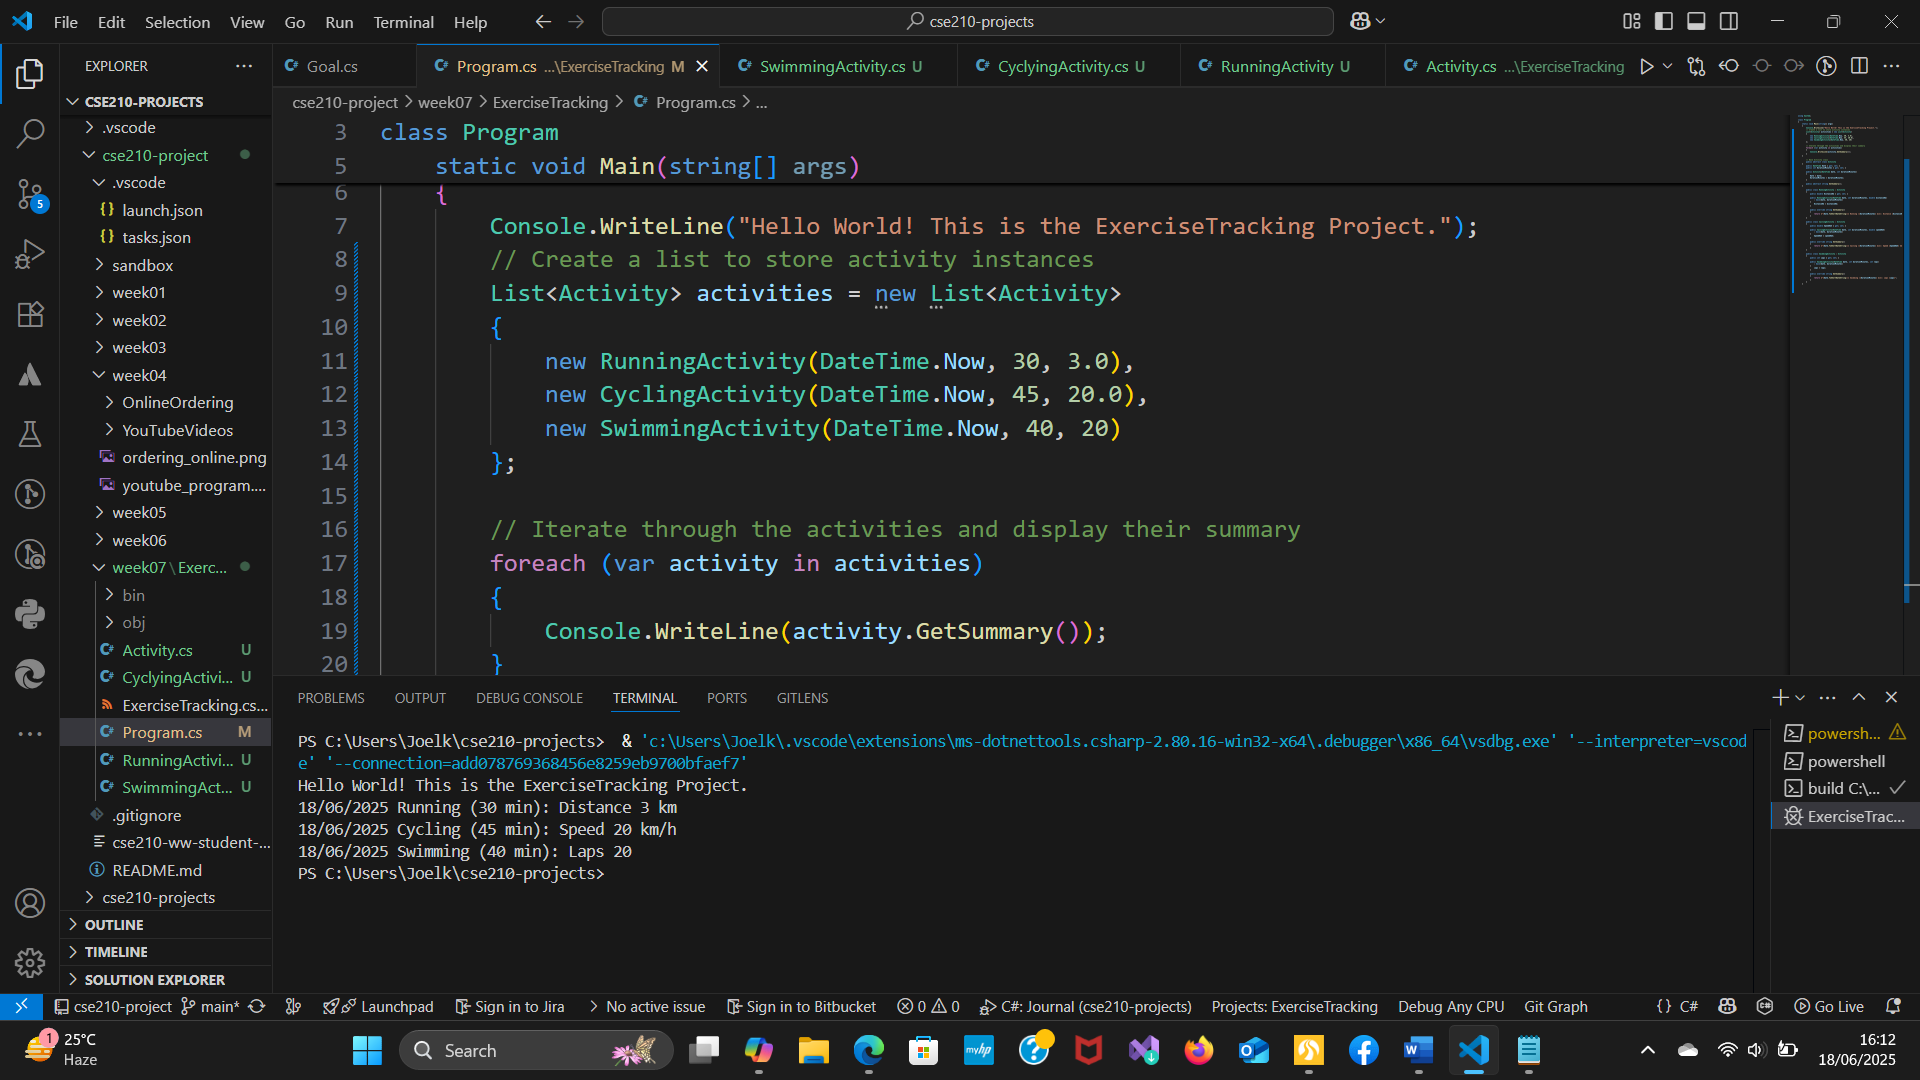 File Edit Selection View Go Run Terminal Help
cse210-projects
EXPLORER
Goal.cs
Program.cs ...\ExerciseTracking M
SwimmingActivity.cs U
CyclyingActivity.cs U
RunningActivity U
Activity.cs ...\ExerciseTracking
CSE210-PROJECTS
.vscode
cse210-project
.vscode
launch.json
tasks.json
sandbox
week01
week02
week03
week04
OnlineOrdering
YouTubeVideos
ordering_online.png
youtube_program....
week05
week06
week07\Exerc...
bin
obj
Activity.cs U
CyclyingActivi... U
ExerciseTracking.cs...
Program.cs M
RunningActivi... U
SwimmingAct... U
.gitignore
cse210-ww-student-...
README.md
cse210-projects
OUTLINE
TIMELINE
SOLUTION EXPLORER
5
cse210-project > week07 > ExerciseTracking > Program.cs > ...
3 class Program
5 static void Main(string[] args)
6 {
7 Console.WriteLine("Hello World! This is the ExerciseTracking Project.");
8 // Create a list to store activity instances
9 List<Activity> activities = new List<Activity>
10 {
11 new RunningActivity(DateTime.Now, 30, 3.0),
12 new CyclingActivity(DateTime.Now, 45, 20.0),
13 new SwimmingActivity(DateTime.Now, 40, 20)
14 };
15
16 // Iterate through the activities and display their summary
17 foreach (var activity in activities)
18 {
19 Console.WriteLine(activity.GetSummary());
20 }
PROBLEMS OUTPUT DEBUG CONSOLE TERMINAL PORTS GITLENS
PS C:\Users\Joelk\cse210-projects> & 'c:\Users\Joelk\.vscode\extensions\ms-dotnettools.csharp-2.80.16-win32-x64\.debugger\x86_64\vsdbg.exe' '--interpreter=vscod
e' '--connection=add078769368456e8259eb9700bfaef7'
Hello World! This is the ExerciseTracking Project.
18/06/2025 Running (30 min): Distance 3 km
18/06/2025 Cycling (45 min): Speed 20 km/h
18/06/2025 Swimming (40 min): Laps 20
PS C:\Users\Joelk\cse210-projects>
powersh...
powershell
build C:\...
ExerciseTrac...
cse210-project main* Launchpad Sign in to Jira No active issue Sign in to Bitbucket 0 0 C#: Journal (cse210-projects) Projects: ExerciseTracking Debug Any CPU Git Graph {} C# Go Live
1
25°C
Haze
Search
myhp
16:12
18/06/2025